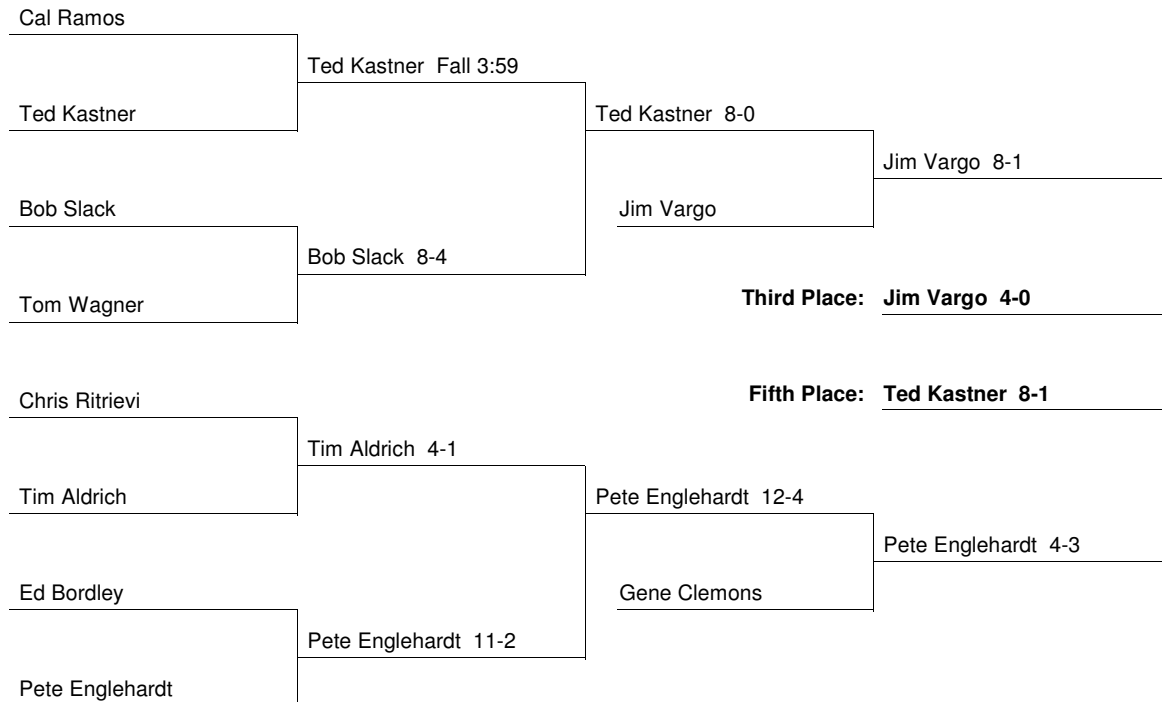 Cal Ramos
Ted Kastner Fall 3:59
Ted Kastner
Ted Kastner 8-0
Jim Vargo 8-1
Bob Slack
Jim Vargo
Bob Slack 8-4
Tom Wagner
Third Place: Jim Vargo 4-0
Chris Ritrievi
Fifth Place: Ted Kastner 8-1
Tim Aldrich 4-1
Tim Aldrich
Pete Englehardt 12-4
Pete Englehardt 4-3
Ed Bordley
Gene Clemons
Pete Englehardt 11-2
Pete Englehardt